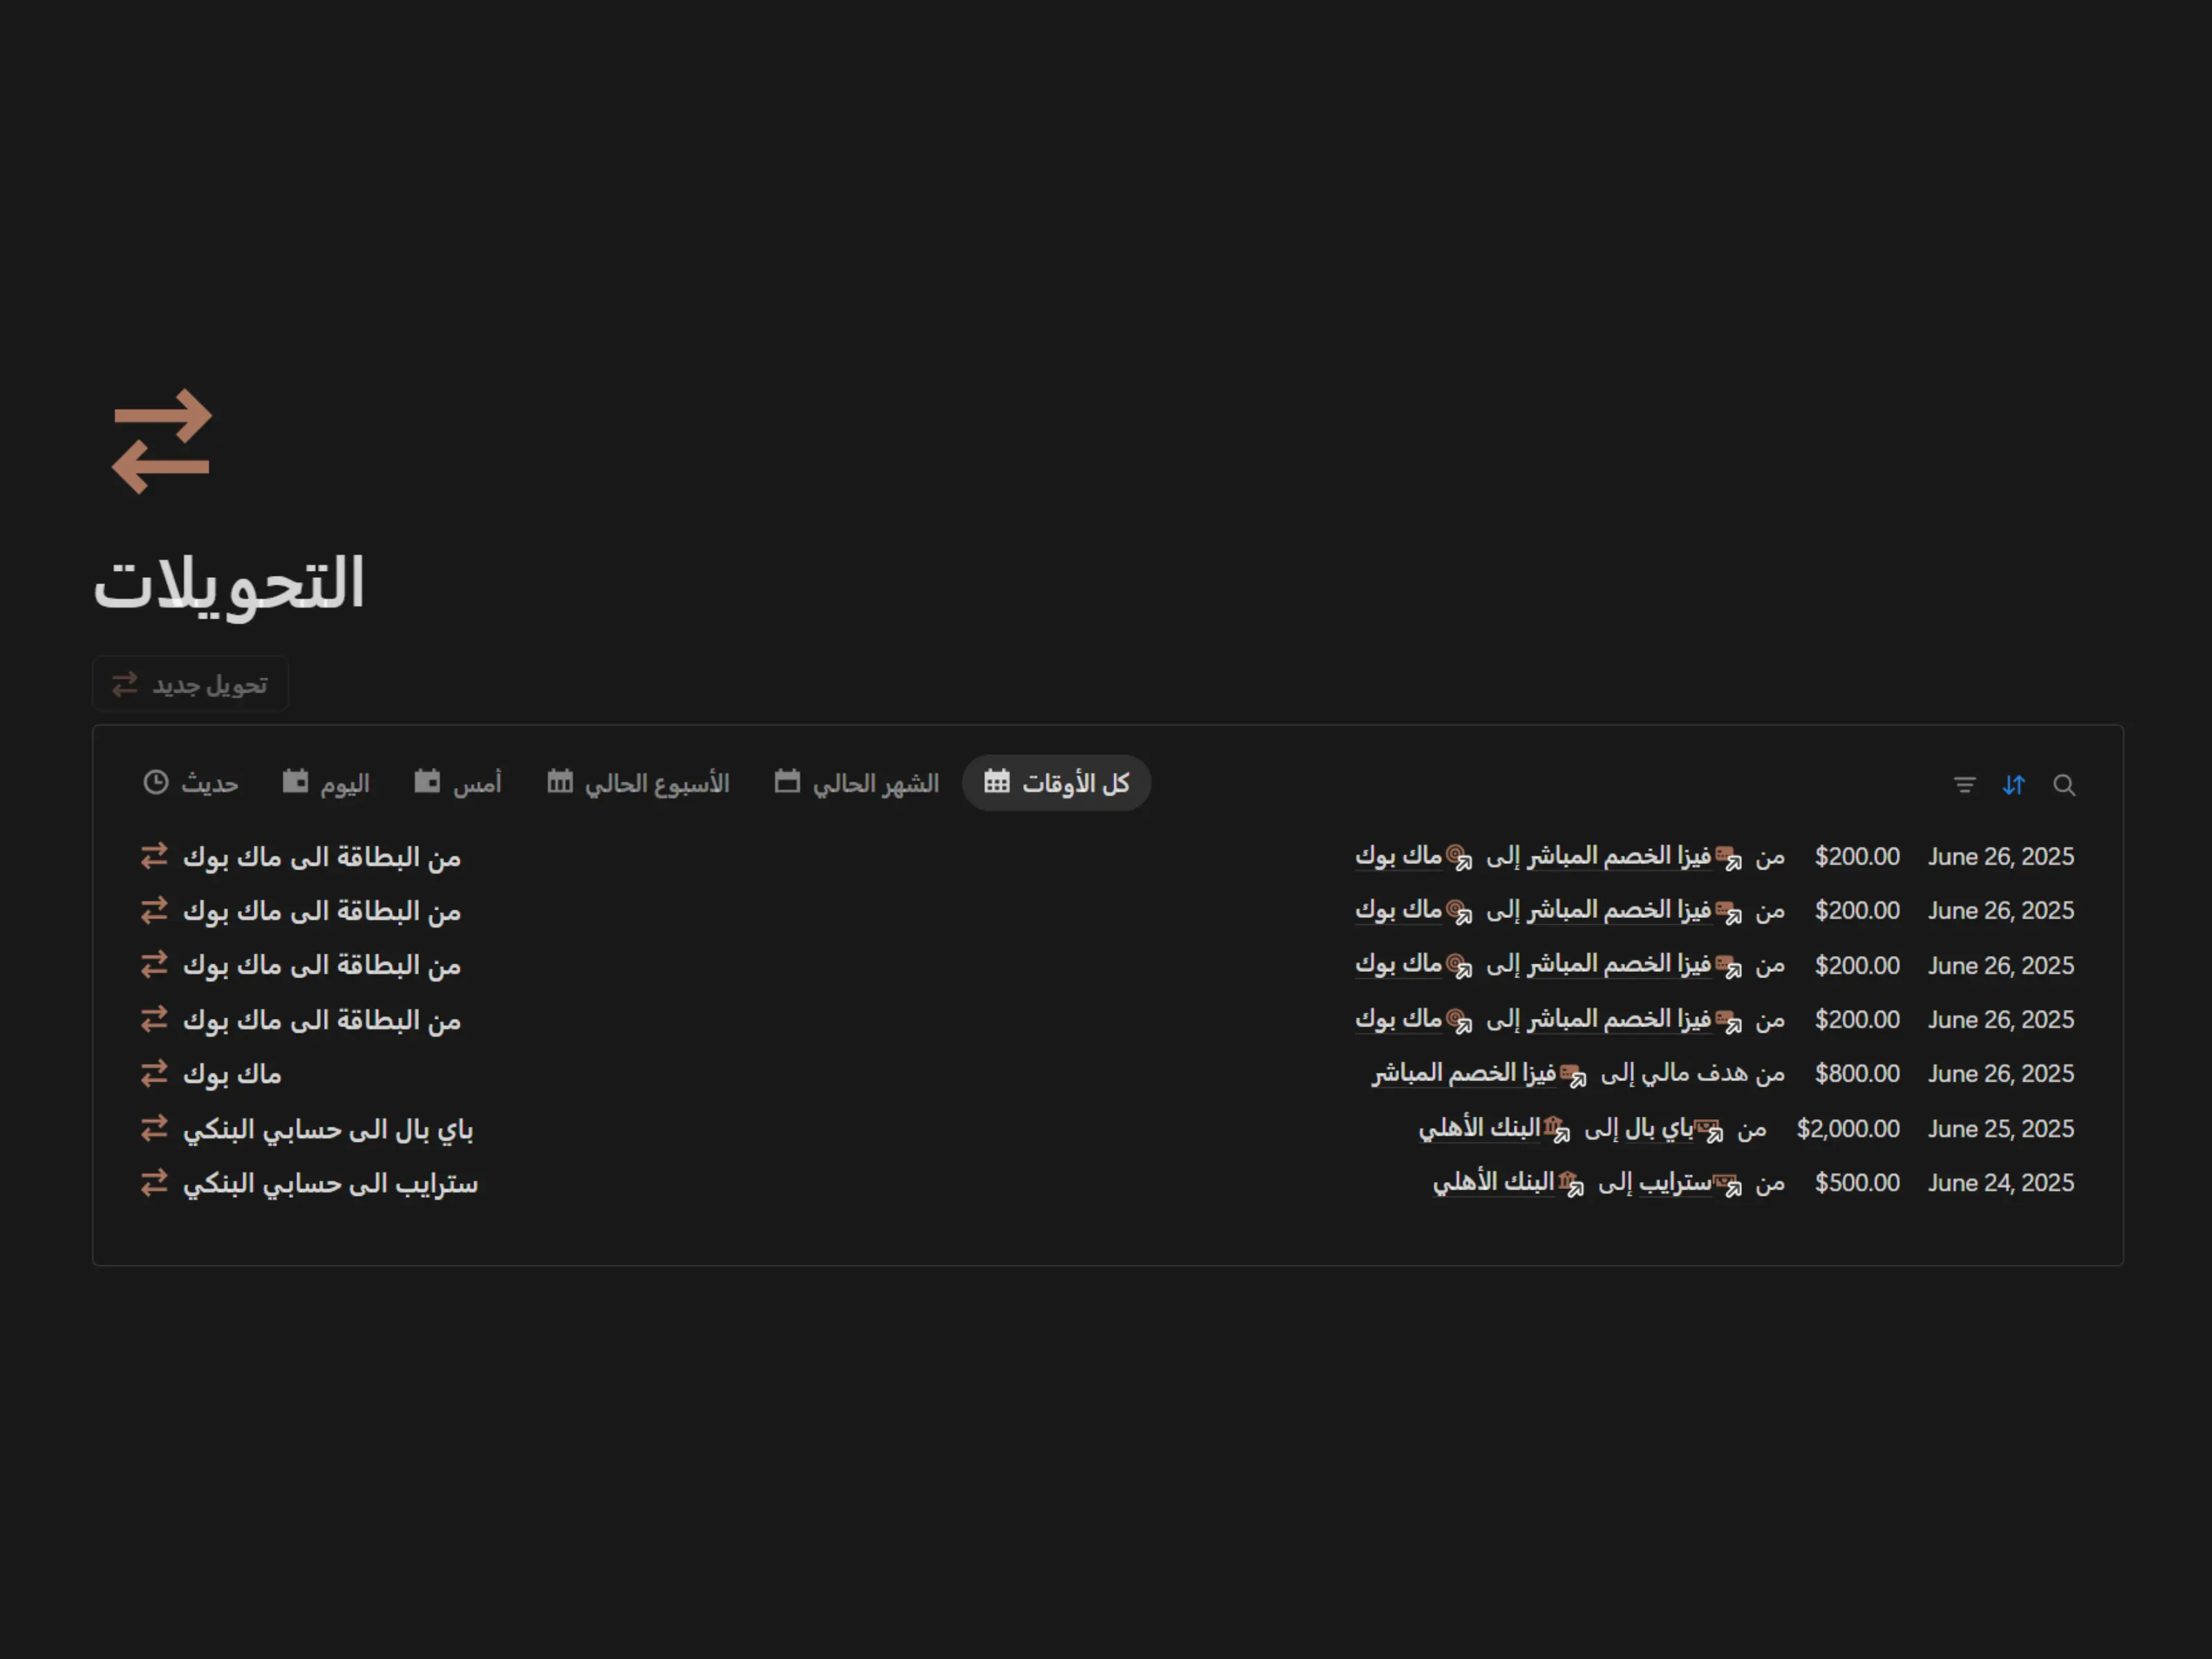 التحويلات
تحويل جديد
حديث اليوم أمس الأسبوع الحالي الشهر الحالي كل الأوقات
من البطاقة الى ماك بوك من فيزا الخصم المباشر إلى ماك بوك $200.00 June 26, 2025
من البطاقة الى ماك بوك من فيزا الخصم المباشر إلى ماك بوك $200.00 June 26, 2025
من البطاقة الى ماك بوك من فيزا الخصم المباشر إلى ماك بوك $200.00 June 26, 2025
من البطاقة الى ماك بوك من فيزا الخصم المباشر إلى ماك بوك $200.00 June 26, 2025
ماك بوك من هدف مالي إلى فيزا الخصم المباشر $800.00 June 26, 2025
باي بال الى حسابي البنكي من باي بال إلى البنك الأهلي $2,000.00 June 25, 2025
سترايب الى حسابي البنكي من سترايب إلى البنك الأهلي $500.00 June 24, 2025